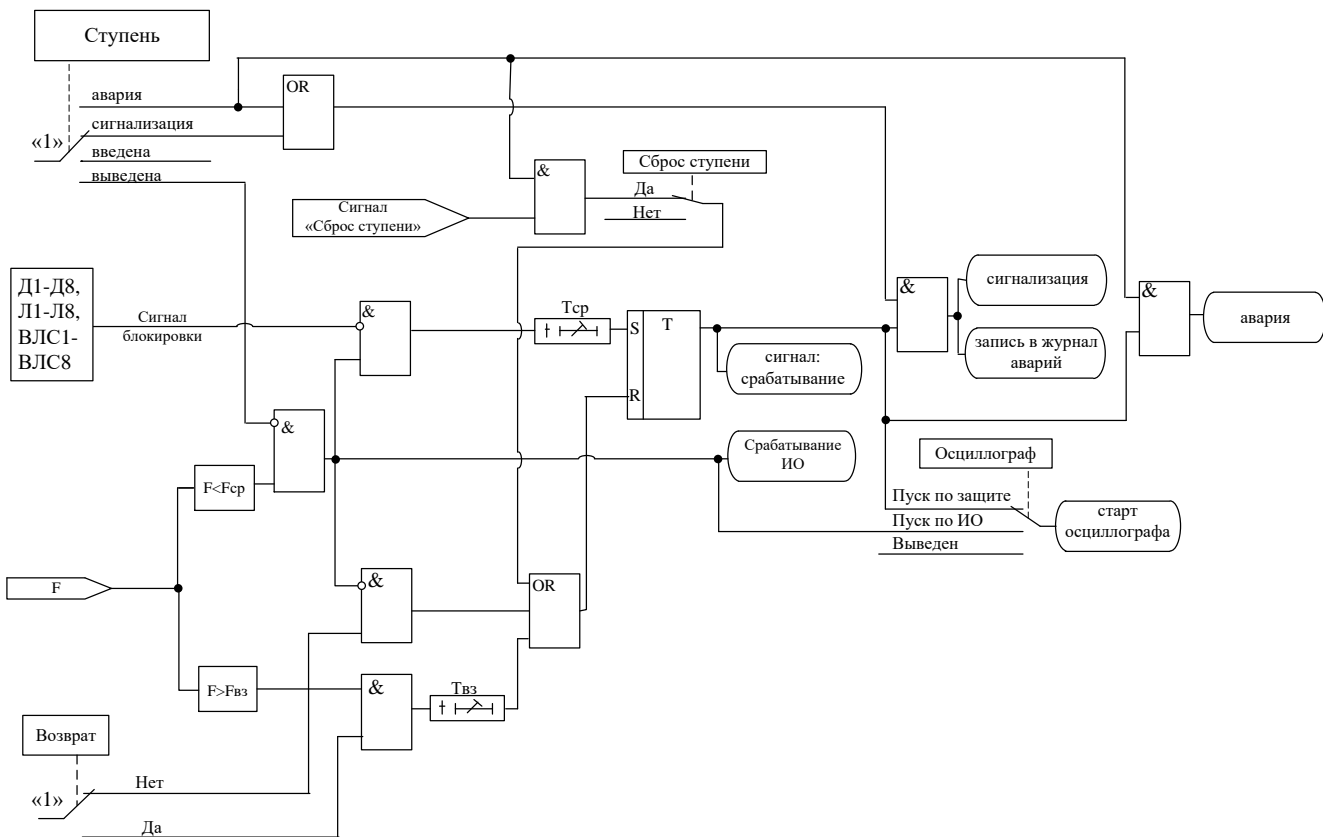 Ступень
авария
OR
сигнализация
«1»
введена
выведена
&
Сброс ступени
Да
Нет
Сигнал
«Сброс ступени»
Д1-Д8,
Л1-Л8,
ВЛС1-
ВЛС8
Сигнал
блокировки
&
Тср
S
T
R
сигнал:
срабатывание
&
сигнализация
запись в журнал
аварий
&
авария
&
F<Fср
Срабатывание
ИО
Осциллограф
Пуск по защите
Пуск по ИО
Выведен
старт
осциллографа
F
&
OR
F>Fвз
&
Твз
Возврат
«1»
Нет
Да